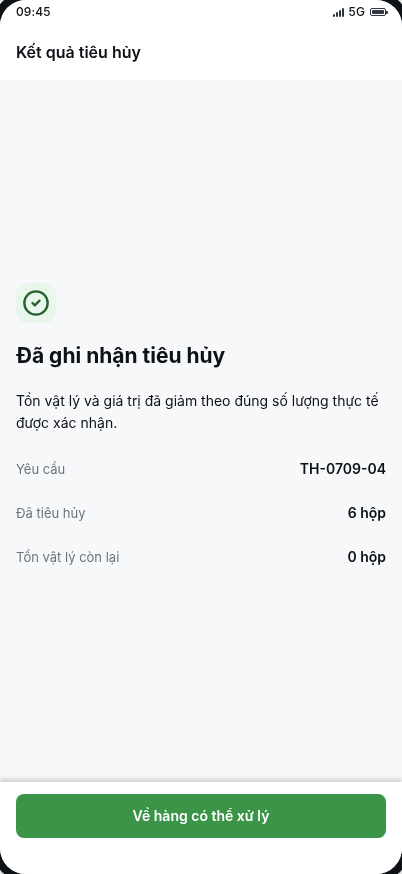 09:45
5G
Kết quả tiêu hủy
Đã ghi nhận tiêu hủy
Tồn vật lý và giá trị đã giảm theo đúng số lượng thực tế
được xác nhận.
Yêu cầu
TH-0709-04
Đã tiêu hủy
6 hộp
Tồn vật lý còn lại
0 hộp
Về hàng có thể xử lý